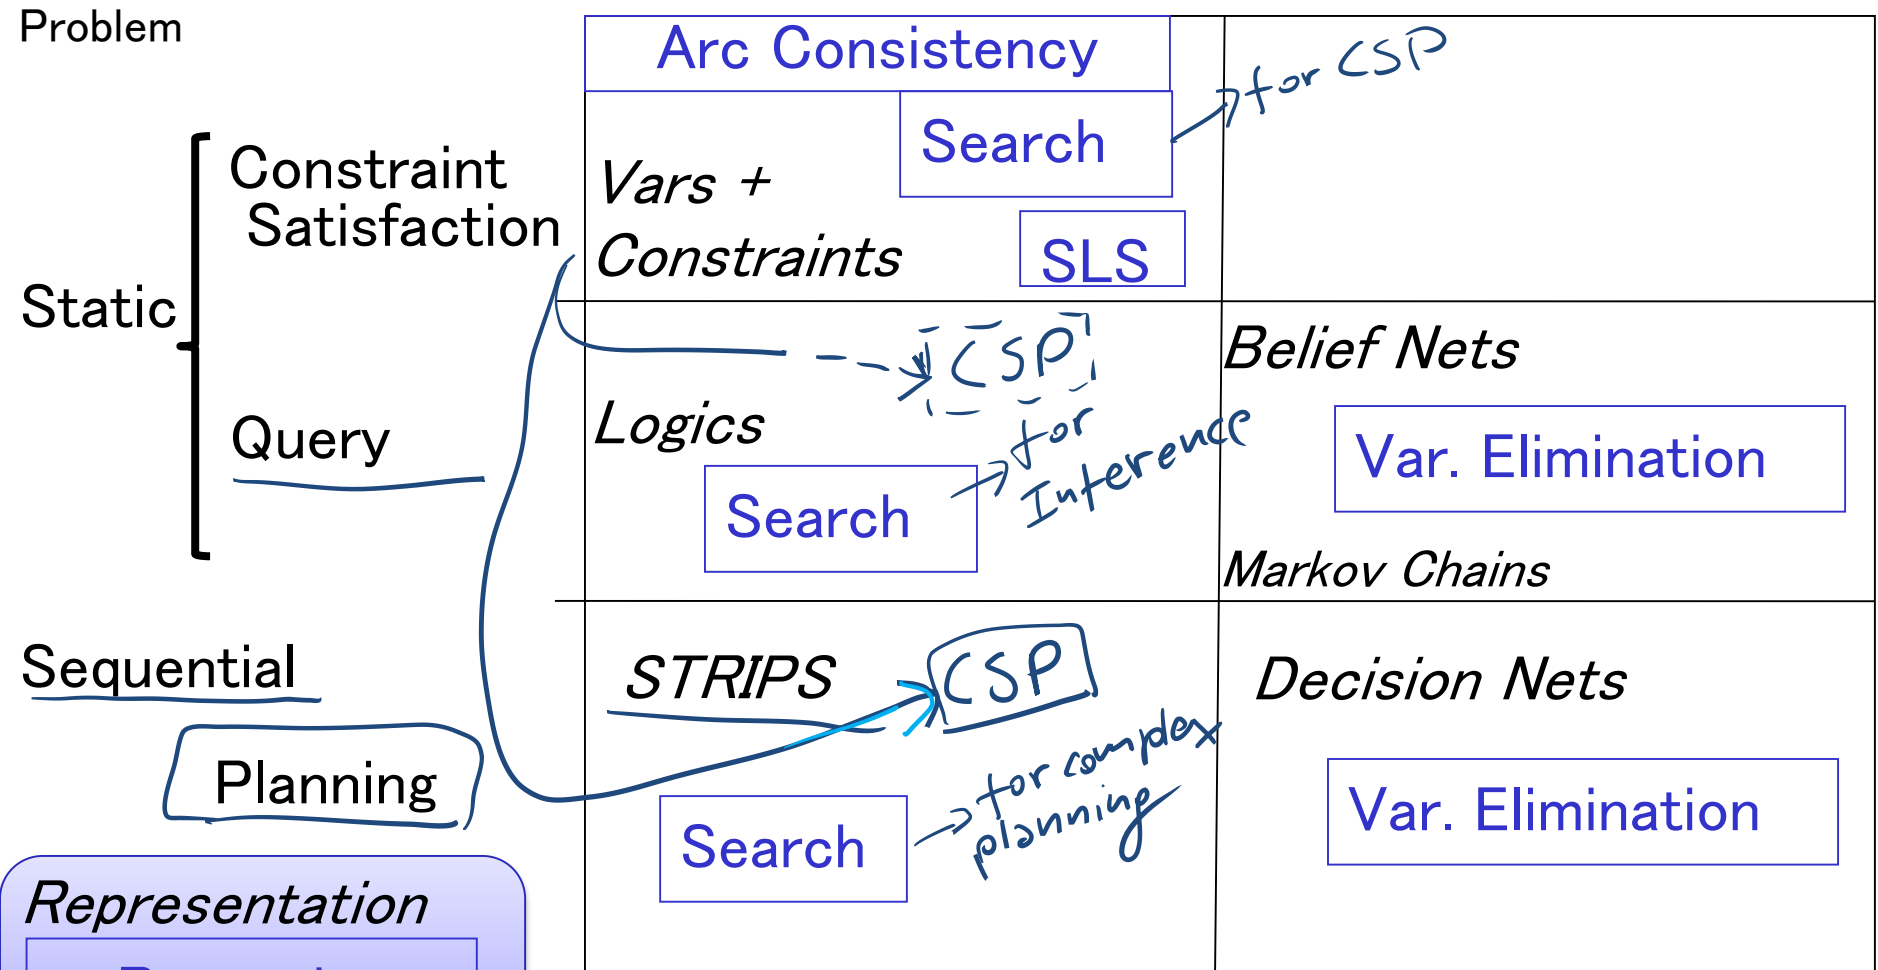 Problem
Arc Consistency
for CSP
Search
Constraint
Satisfaction
Vars +
Constraints
SLS
Static
CSP
Belief Nets
Logics
for
Inference
Query
Var. Elimination
Search
Markov Chains
Sequential
STRIPS
CSP
Decision Nets
Planning
for complex
planning
Search
Var. Elimination
Representation